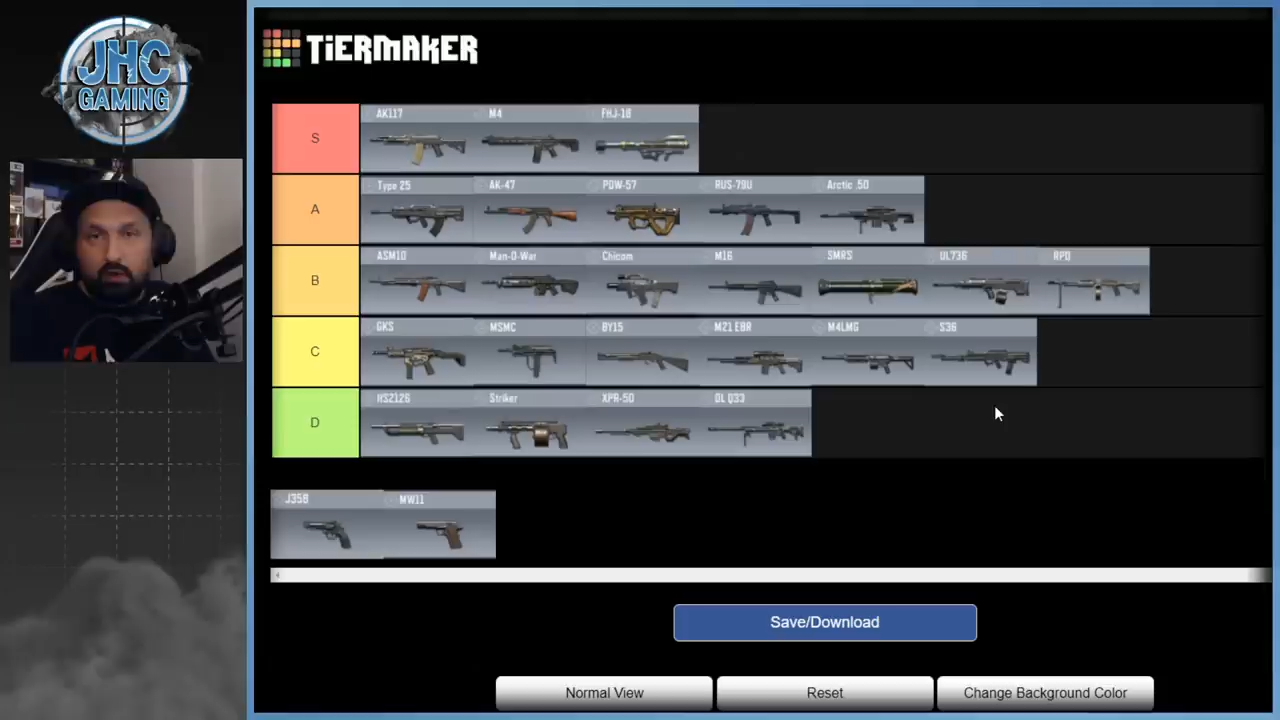 JHC
GAMING
TiERMAKER
S
AK117 M4 FHJ-18
A
Type 25 AK-47 PDW-57 RUS-79U Arctic .50
B
ASM10 Man-O-War Chicom M16 SMRS UL736 RPD
C
GKS MSMC BY15 M21 EBR M4LMG S36
D
HS2126 Striker XPR-50 DL Q33
J358 MW11
Save/Download
Normal View Reset Change Background Color